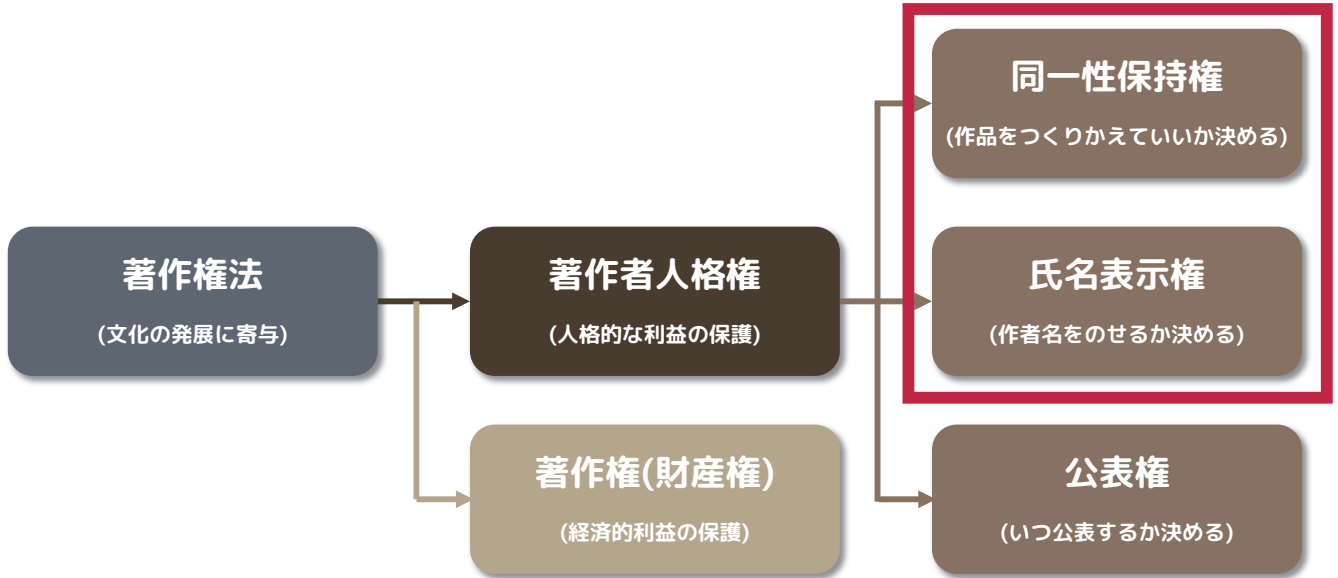 同一性保持権
(作品をつくりかえていいか決める)
著作権法
(文化の発展に寄与)
著作者人格権
(人格的な利益の保護)
氏名表示権
(作者名をのせるか決める)
著作権(財産権)
(経済的利益の保護)
公表権
(いつ公表するか決める)